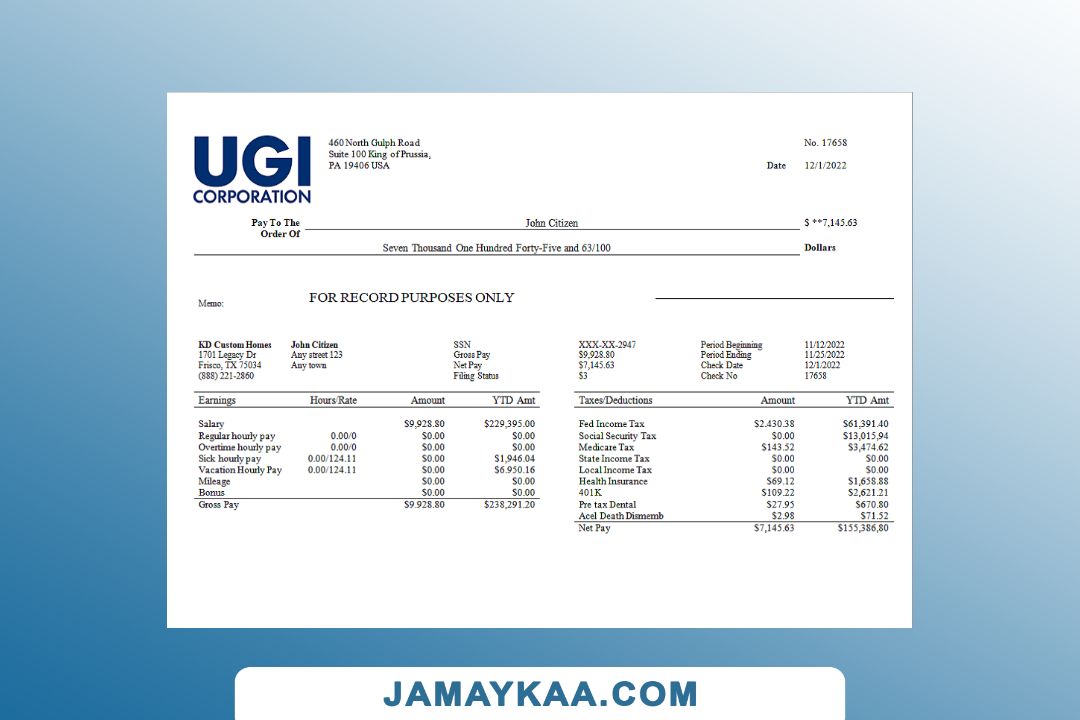 UGI
CORPORATION
460 North Gulph Road
Suite 100 King of Prussia,
PA 19406 USA
No. 17658
Date 12/1/2022
Pay To The
Order Of
John Citizen
$ **7,145.63
Seven Thousand One Hundred Forty-Five and 63/100
Dollars
Memo:
FOR RECORD PURPOSES ONLY
KD Custom Homes John Citizen SSN XXX-XX-2947 Period Beginning 11/12/2022
1701 Legacy Dr Any street 123 Gross Pay $9,928.80 Period Ending 11/25/2022
Frisco, TX 75034 Any town Net Pay $7,145.63 Check Date 12/1/2022
(888) 221-2860 Filing Status $3 Check No 17658
Earnings Hours/Rate Amount YTD Amt
Salary $9,928.80 $229,395.00
Regular hourly pay 0.00/0 $0.00 $0.00
Overtime hourly pay 0.00/0 $0.00 $0.00
Sick hourly pay 0.00/124.11 $0.00 $1,946.04
Vacation Hourly Pay 0.00/124.11 $0.00 $6.950.16
Mileage $0.00 $0.00
Bonus $0.00 $0.00
Gross Pay $9.928.80 $238,291.20
Taxes/Deductions Amount YTD Amt
Fed Income Tax $2.430.38 $61,391.40
Social Security Tax $0.00 $13,015,94
Medicare Tax $143.52 $3,474.62
State Income Tax $0.00 $0.00
Local Income Tax $0.00 $0.00
Health Insurance $69.12 $1,658.88
401K $109.22 $2,621.21
Pre tax Dental $27.95 $670.80
Acel Death Dismemb $2.98 $71.52
Net Pay $7,145.63 $155,386,80
JAMAYKAA.COM